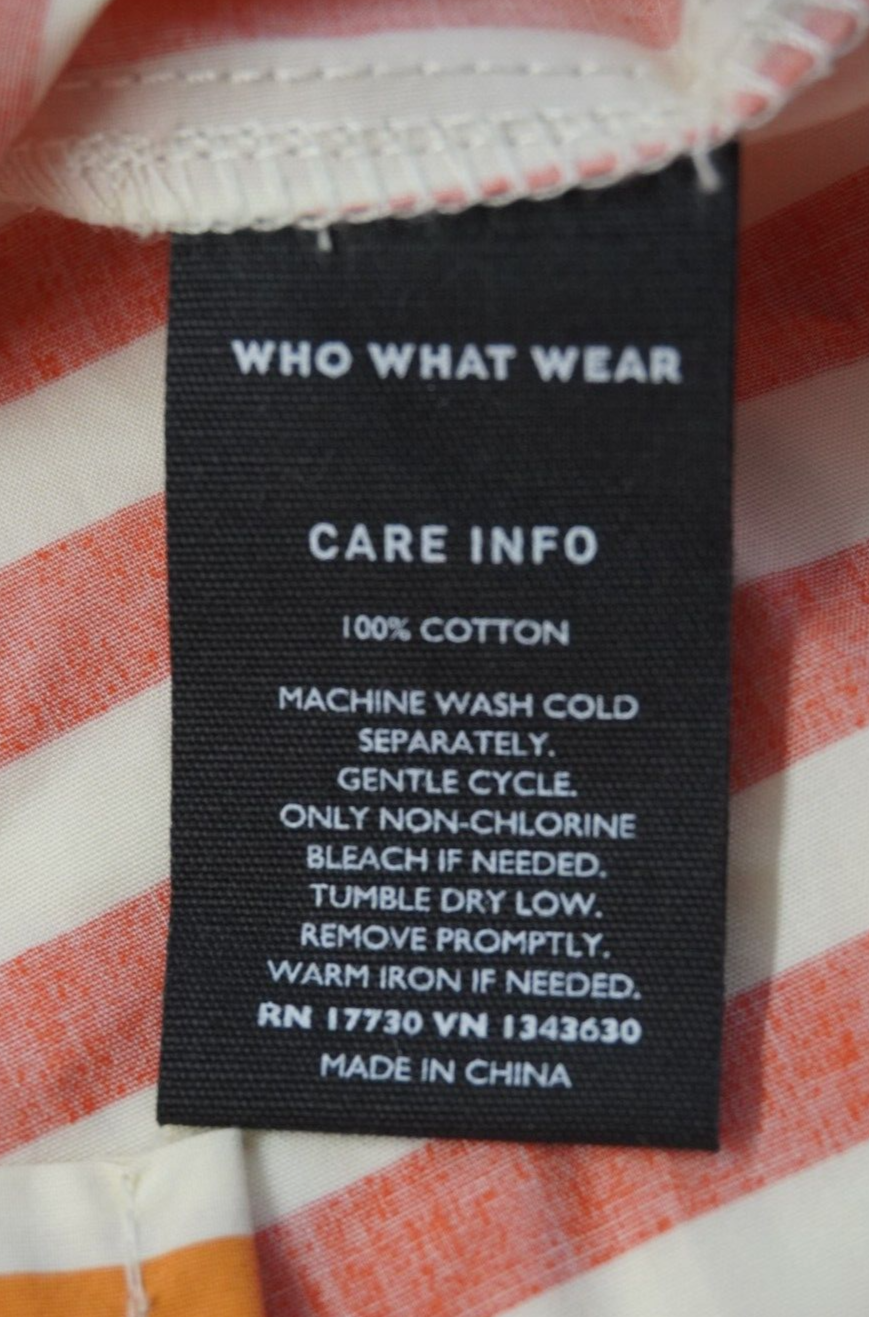 WHO WHAT WEAR
CARE INFO
100% COTTON
MACHINE WASH COLD
SEPARATELY.
GENTLE CYCLE.
ONLY NON-CHLORINE
BLEACH IF NEEDED.
TUMBLE DRY LOW.
REMOVE PROMPTLY.
WARM IRON IF NEEDED.
RN 17730 VN 1343630
MADE IN CHINA